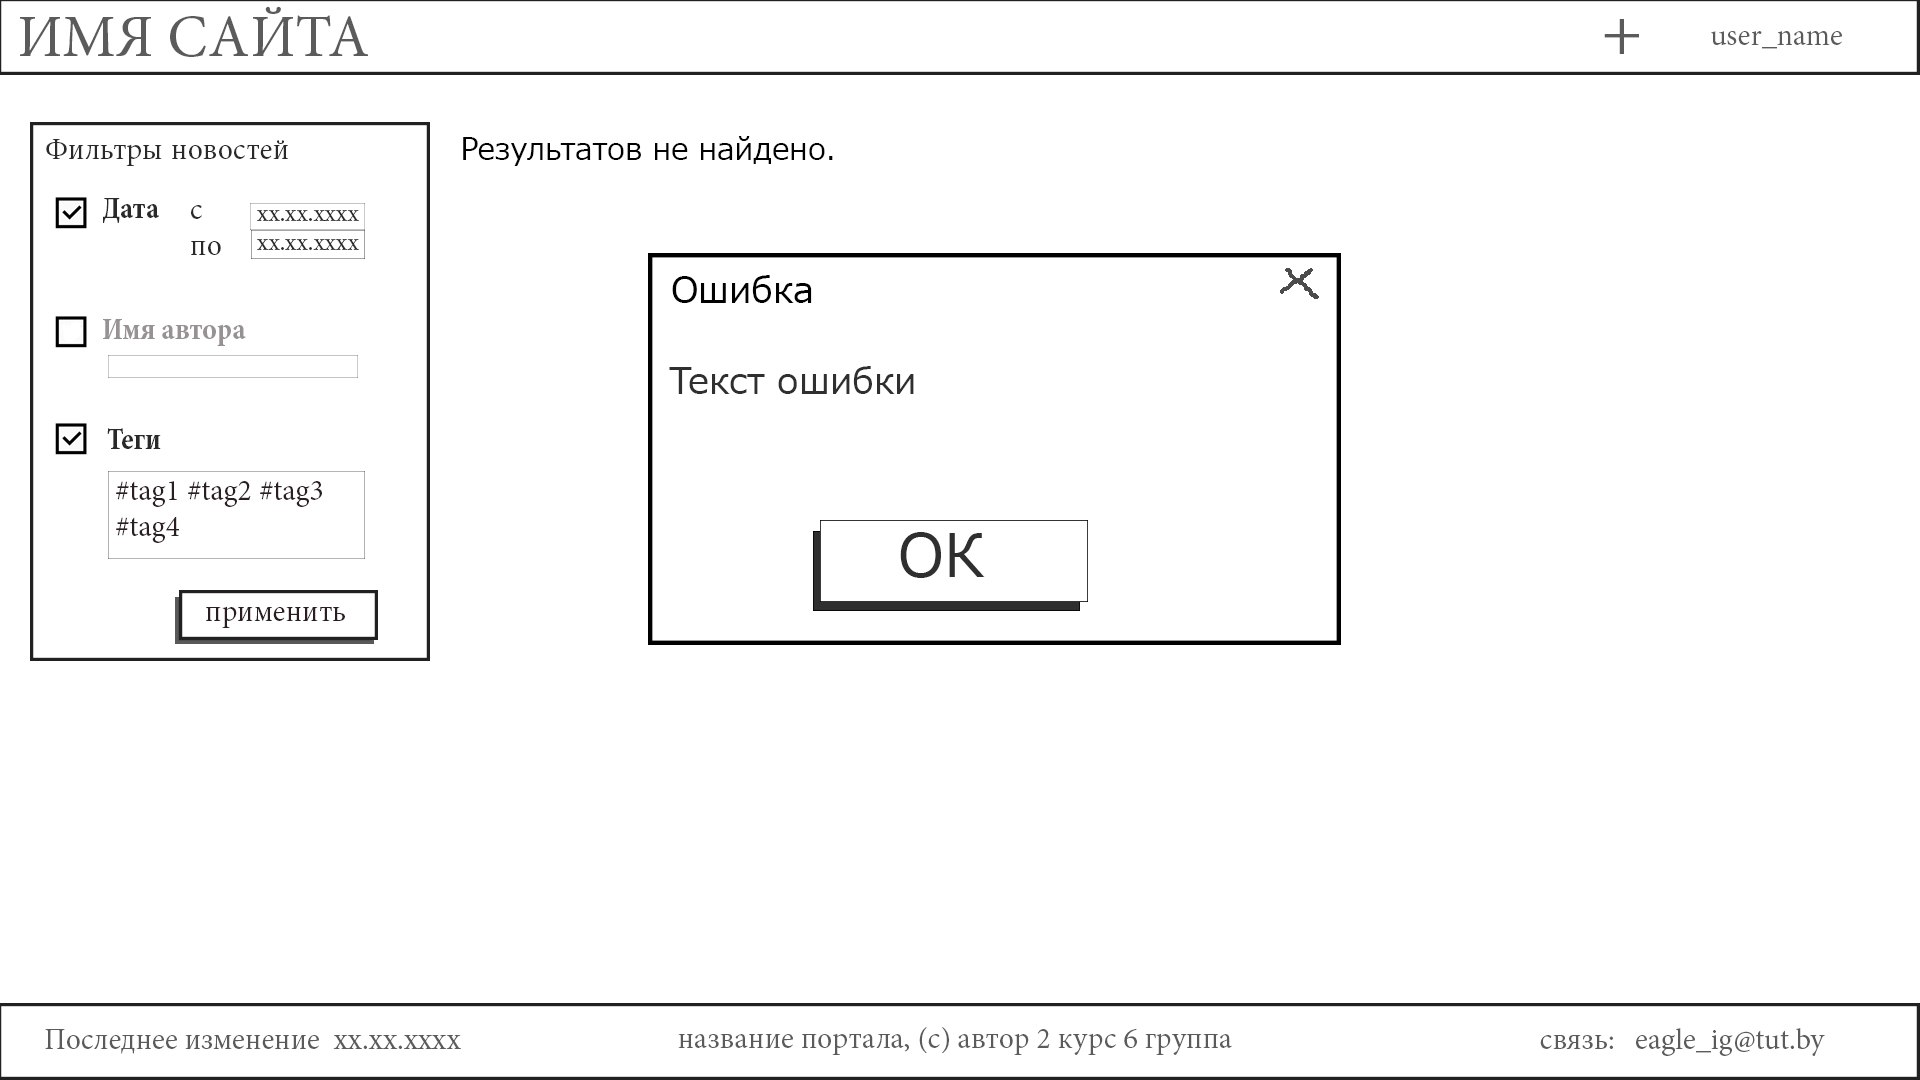 ИМЯ САЙТА
+
user_name
Фильтры новостей
Дата с xx.xx.xxxx
по xx.xx.xxxx
Имя автора
Теги
#tag1 #tag2 #tag3
#tag4
применить
Результатов не найдено.
Ошибка
Текст ошибки
ОК
Последнее изменение xx.xx.xxxx
название портала, (с) автор 2 курс 6 группа
связь: eagle_ig@tut.by